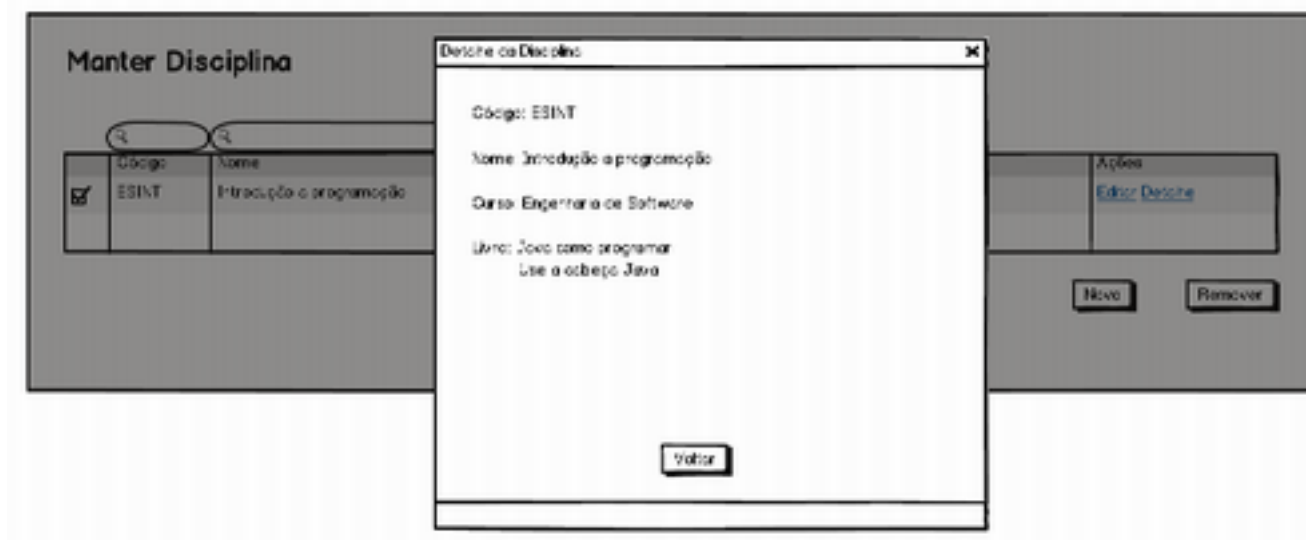 Manter Disciplina
Detalhe da Disciplina
Código: ESINT
Nome: Introdução a programação
Curso: Engenharia de Software
Livro: Java como programar
Use a cabeça Java
Voltar
Código Nome Ações
ESINT Introdução a programação Editar Detalhe
Novo Remover